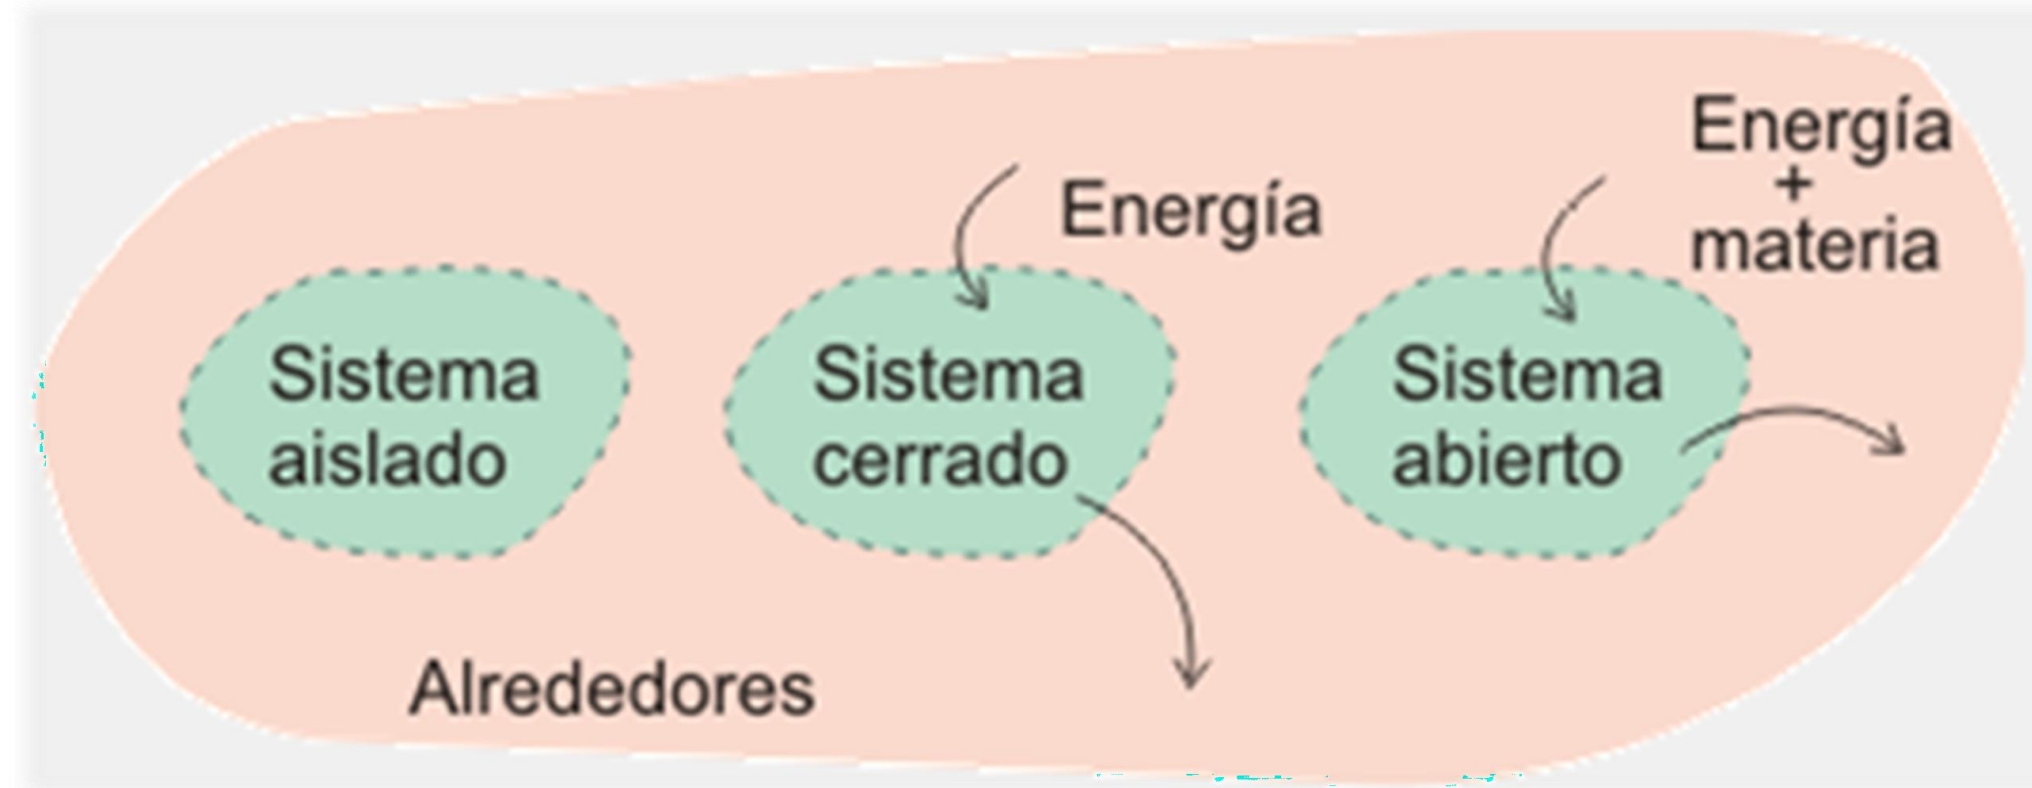 Energía
+
materia
Energía
Sistema
aislado
Sistema
cerrado
Sistema
abierto
Alrededores